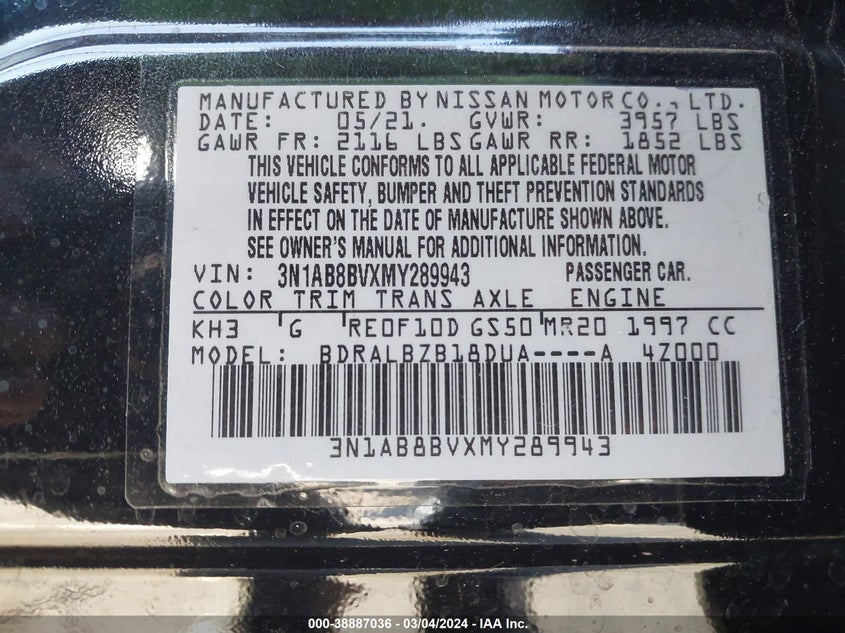 MANUFACTURED BY NISSAN MOTOR CO., LTD.
DATE: 05/21. GVWR: 3957 LBS
GAWR FR: 2116 LBS GAWR RR: 1852 LBS
THIS VEHICLE CONFORMS TO ALL APPLICABLE FEDERAL MOTOR
VEHICLE SAFETY, BUMPER AND THEFT PREVENTION STANDARDS
IN EFFECT ON THE DATE OF MANUFACTURE SHOWN ABOVE.
SEE OWNER'S MANUAL FOR ADDITIONAL INFORMATION.
VIN: 3N1AB8BVXMY289943 PASSENGER CAR.
COLOR TRIM TRANS AXLE ENGINE
KH3 G RE0F10D GS50 MR20 1997 CC
MODEL: BDRALBZB18DUA----A 4Z000
3N1AB8BVXMY289943
000-38887036 - 03/04/2024 - IAA Inc.